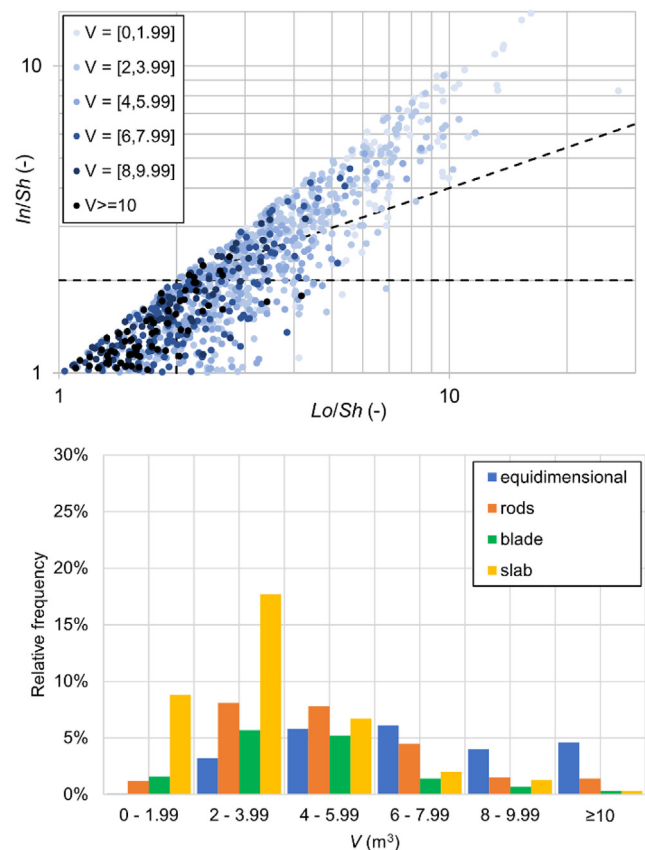 V = [0,1.99]
V = [2,3.99]
V = [4,5.99]
V = [6,7.99]
V = [8,9.99]
V>=10
10
In/Sh (-)
1
1
10
Lo/Sh (-)
30%
25%
20%
15%
10%
5%
0%
Relative frequency
equidimensional
rods
blade
slab
0 - 1.99
2 - 3.99
4 - 5.99
6 - 7.99
8 - 9.99
≥10
V (m³)